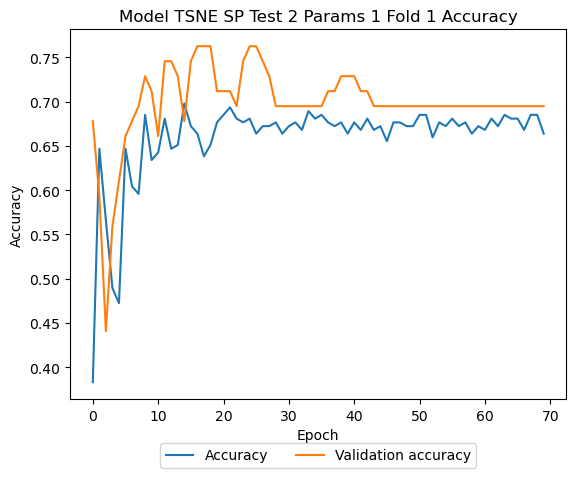 Model TSNE SP Test 2 Params 1 Fold 1 Accuracy
0.75
0.70
0.65
0.60
0.55
0.50
0.45
0.40
Accuracy
0 10 20 30 40 50 60 70
Epoch
Accuracy Validation accuracy